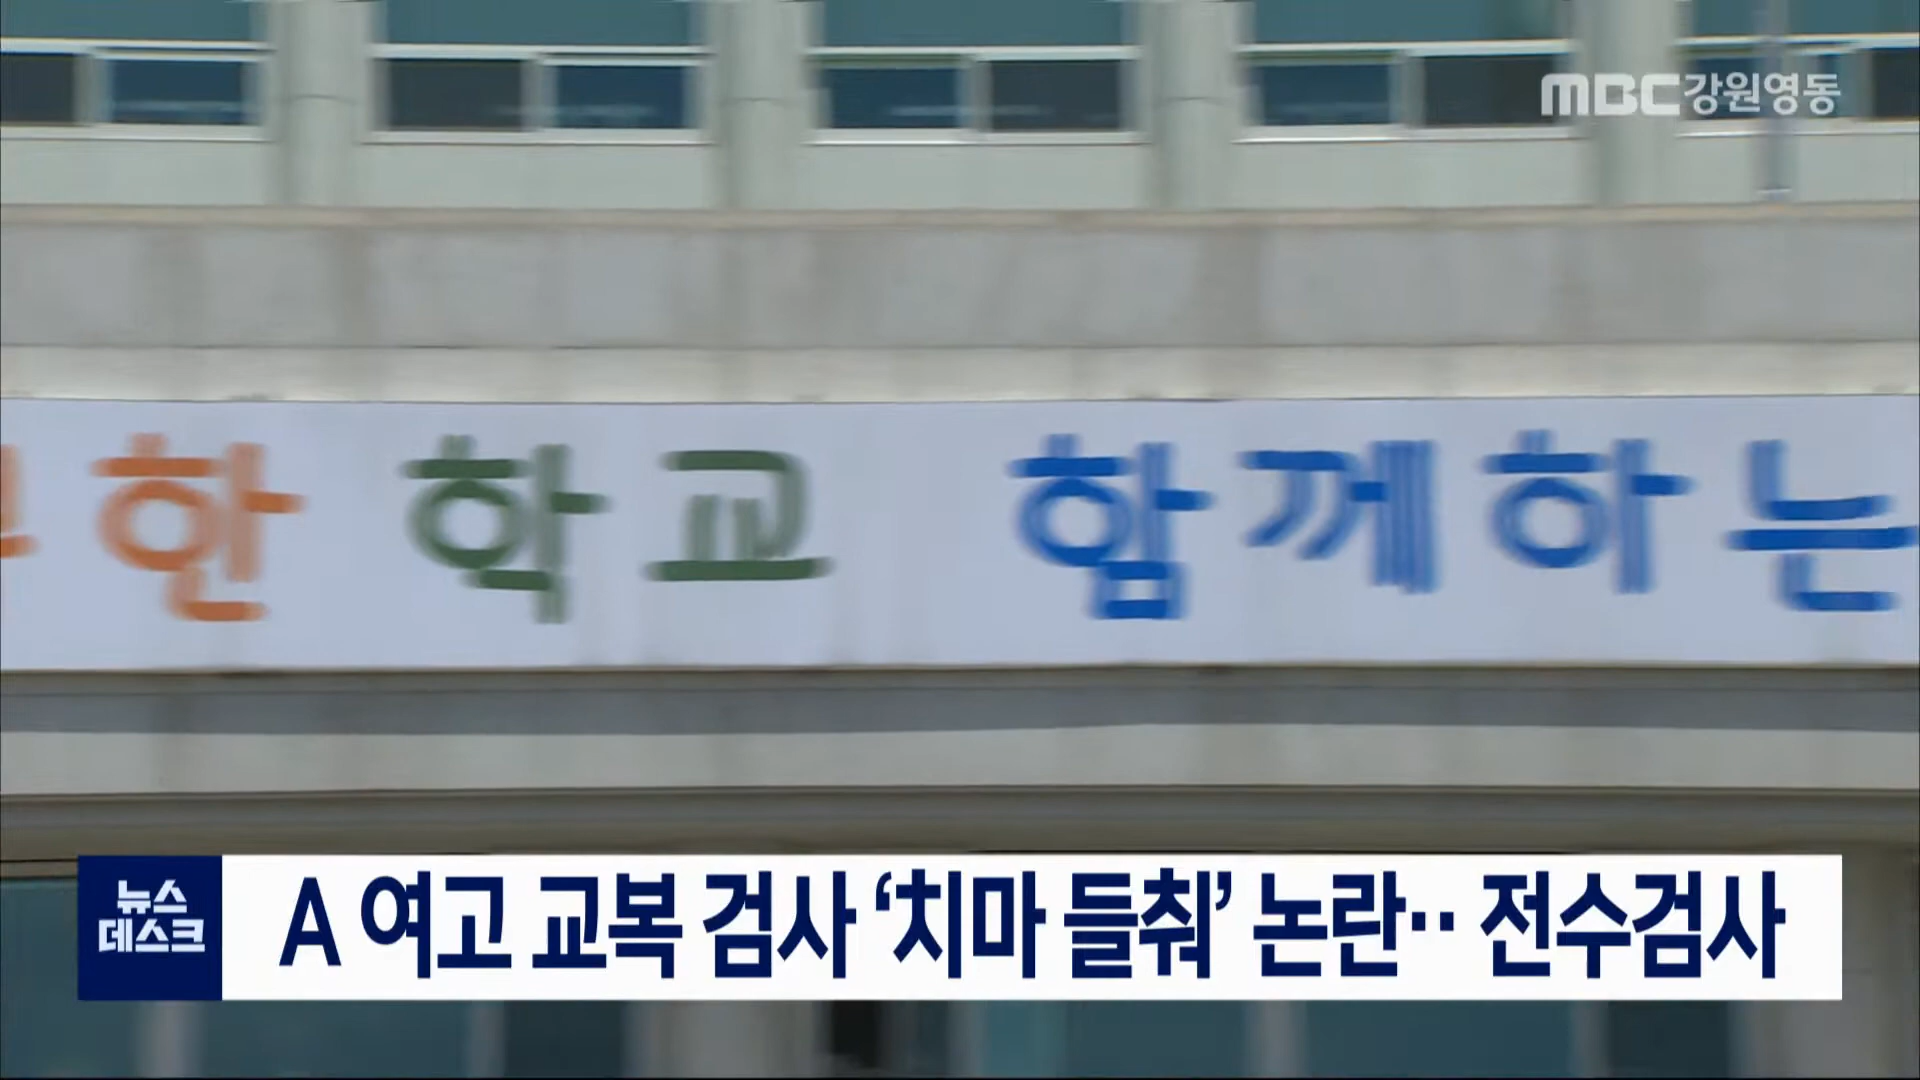 MBC강원영동
한 학교 함께하는
뉴스
데스크
A 여고 교복 검사 ‘치마 들춰’ 논란‥ 전수검사